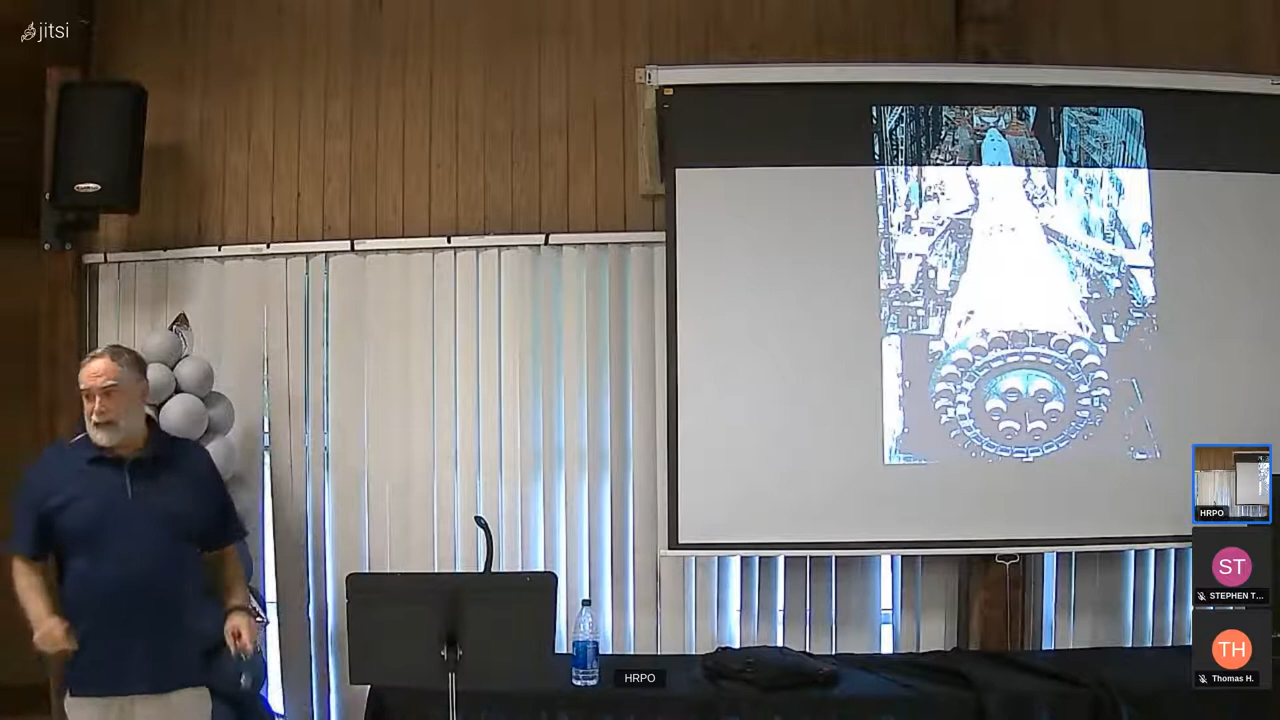 jitsi
HRPO
HRPO
ST
STEPHEN T...
TH
Thomas H.